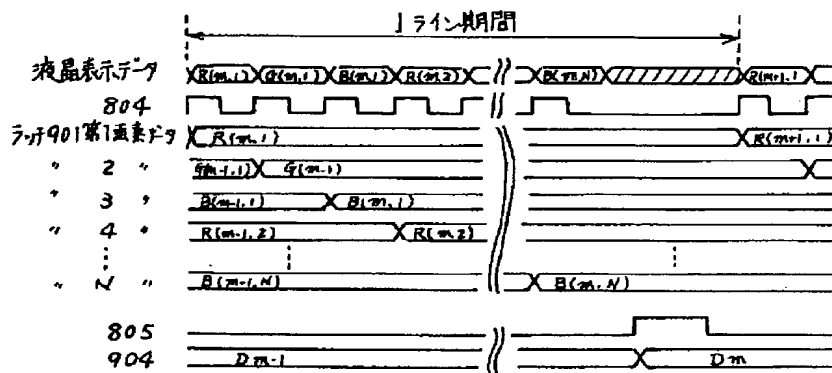 1ライン期間
液晶表示データ R(m,1) G(m,1) B(m,1) R(m,2) B(m,N) R(m+1,1
804
ラッチ901第1画素データ R(m,1) R(m+1,1)
〃 2 〃 G(m-1,1) G(m-1)
〃 3 〃 B(m-1,1) B(m,1)
〃 4 〃 R(m-1,2) R(m,2)
〃 N 〃 B(m-1,N) B(m,N)
805
904 Dm-1 Dm